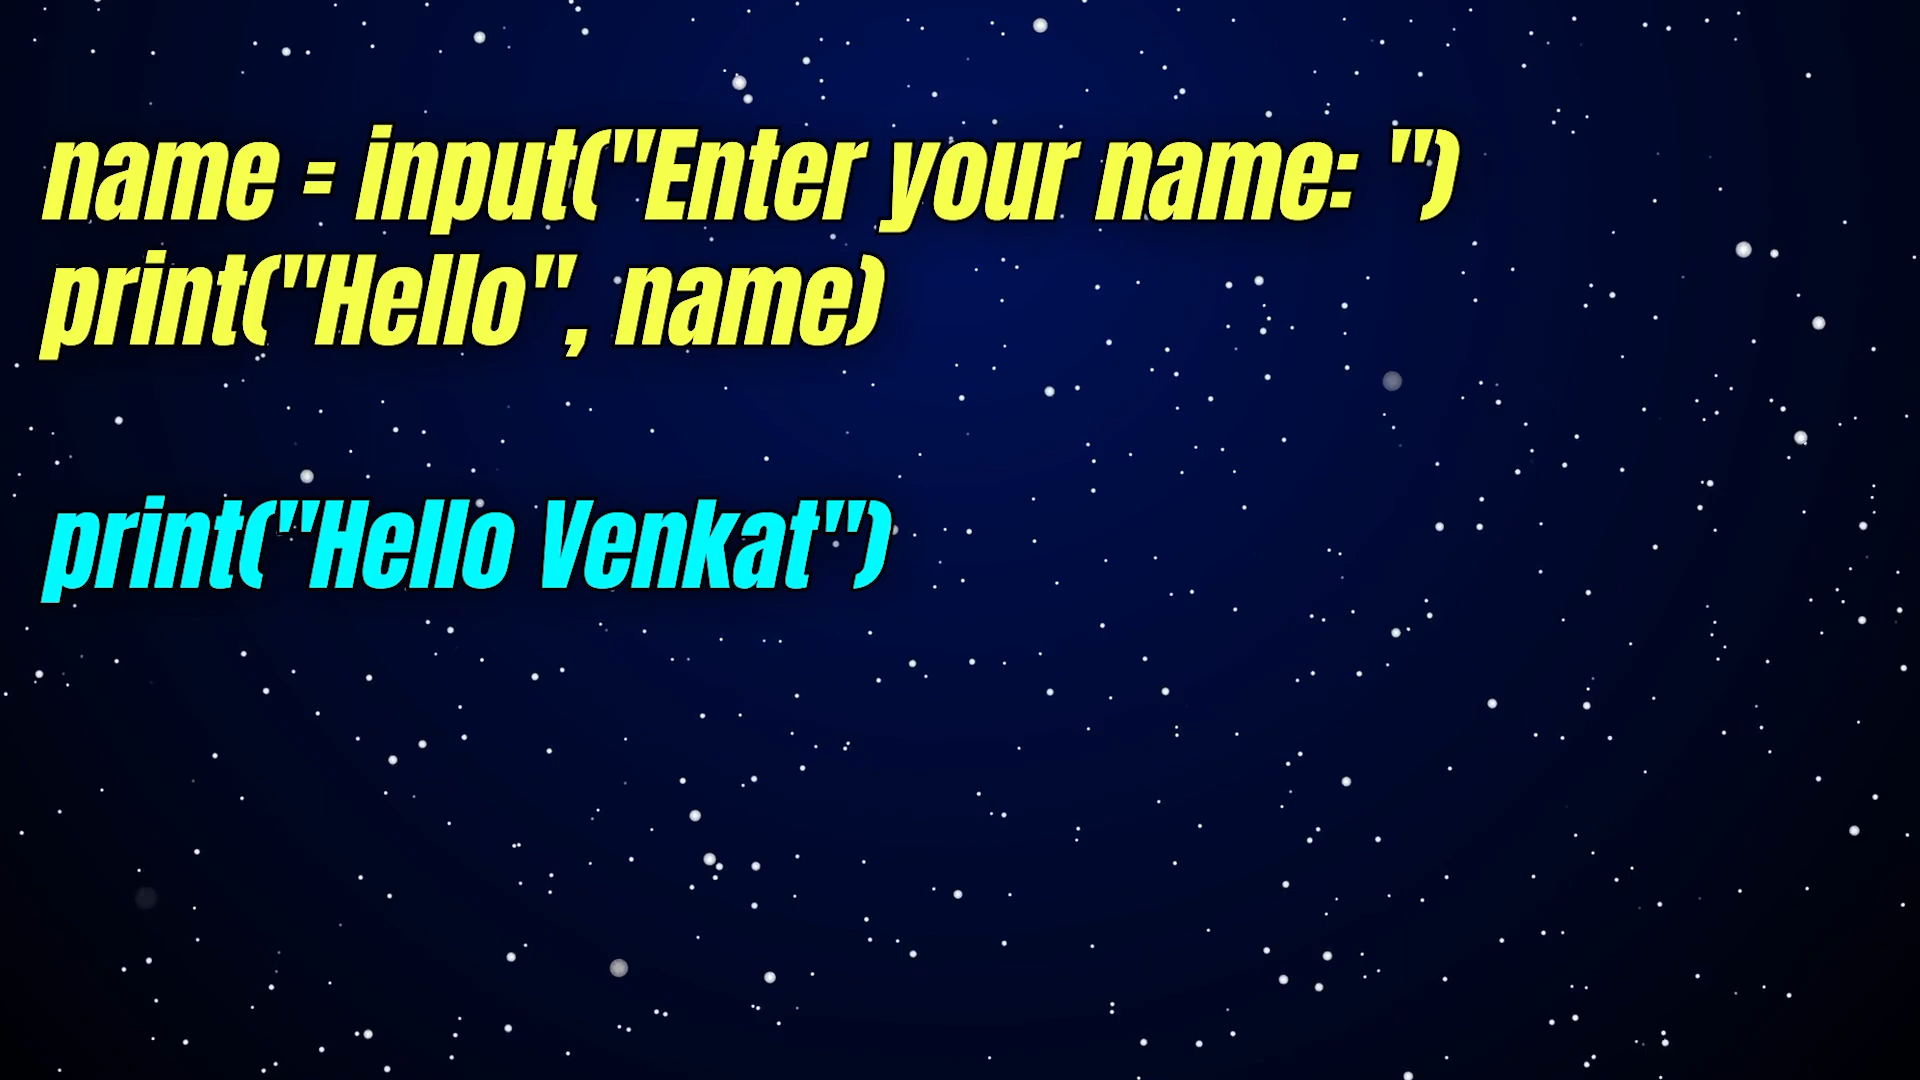 name = input("Enter your name: ")
print("Hello", name)
print("Hello Venkat")